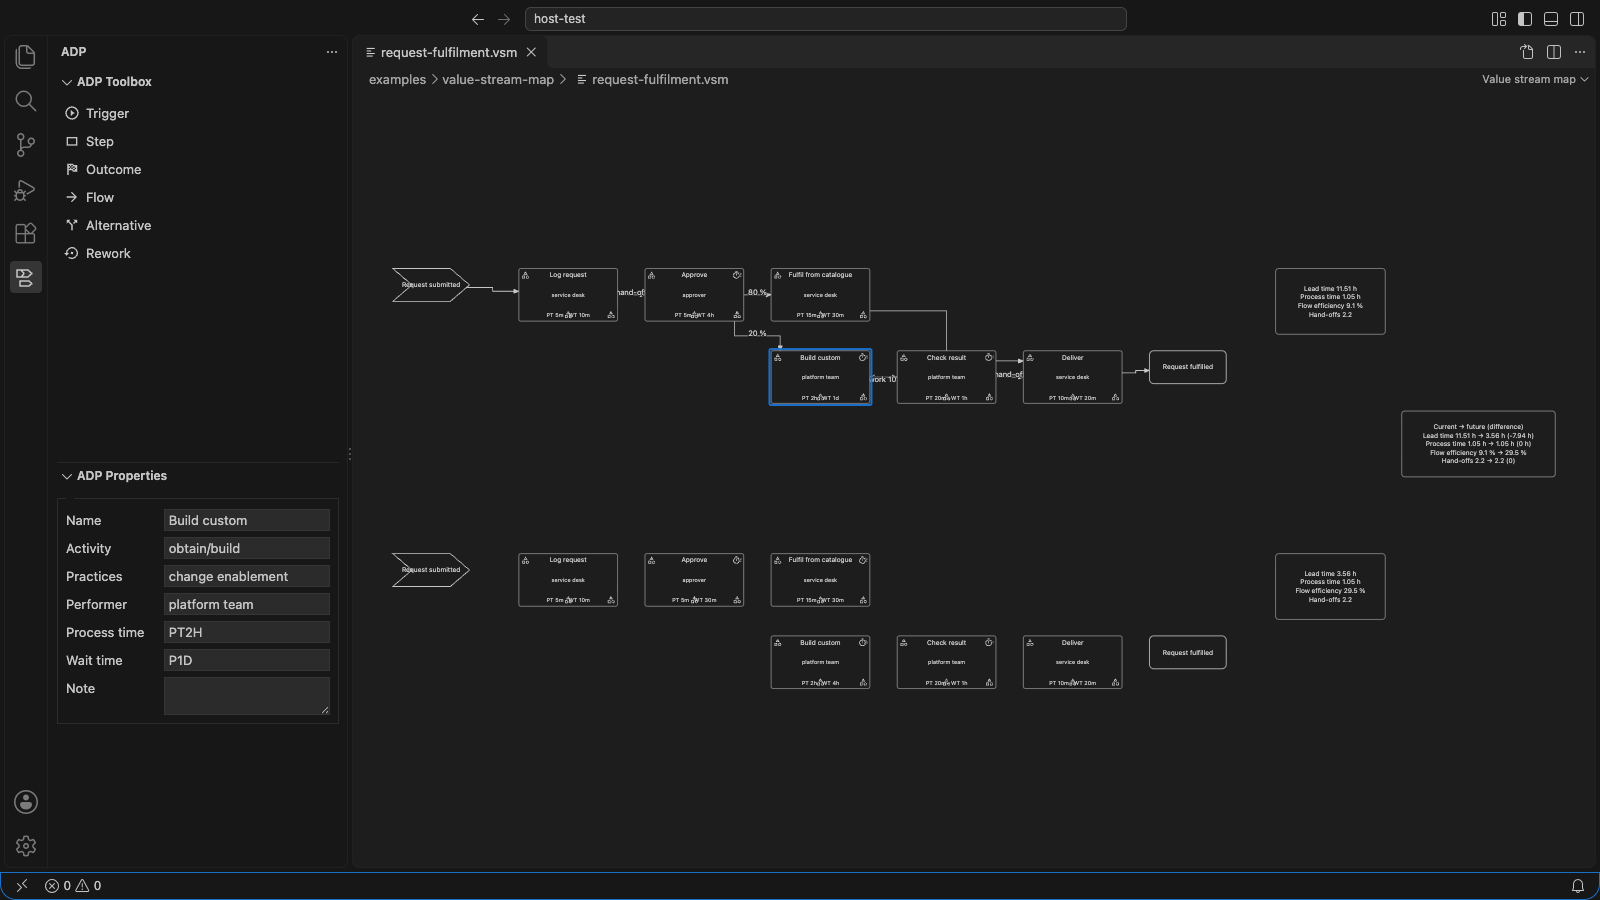 host-test
ADP
ADP Toolbox
Trigger
Step
Outcome
Flow
Alternative
Rework
ADP Properties
Name
Build custom
Activity
obtain/build
Practices
change enablement
Performer
platform team
Process time
PT2H
Wait time
P1D
Note
request-fulfilment.vsm
examples
value-stream-map
request-fulfilment.vsm
Value stream map
Request submitted
Log request
service desk
PT 5m WT 10m
hand-of
Approve
approver
PT 5m WT 4h
80 %
20 %
Fulfil from catalogue
service desk
PT 15m WT 30m
Build custom
platform team
PT 2h WT 1d
work 10
Check result
platform team
PT 20m WT 1h
hand-of
Deliver
service desk
PT 10m WT 20m
Request fulfilled
Lead time 11.51 h
Process time 1.05 h
Flow efficiency 9.1 %
Hand-offs 2.2
Current → future (difference)
Lead time 11.51 h → 3.56 h (-7.94 h)
Process time 1.05 h → 1.05 h (0 h)
Flow efficiency 9.1 % → 29.5 %
Hand-offs 2.2 → 2.2 (0)
Request submitted
Log request
service desk
PT 5m WT 10m
Approve
approver
PT 5m WT 30m
Fulfil from catalogue
service desk
PT 15m WT 30m
Build custom
platform team
PT 2h WT 4h
Check result
platform team
PT 20m WT 1h
Deliver
service desk
PT 10m WT 20m
Request fulfilled
Lead time 3.56 h
Process time 1.05 h
Flow efficiency 29.5 %
Hand-offs 2.2
0
0